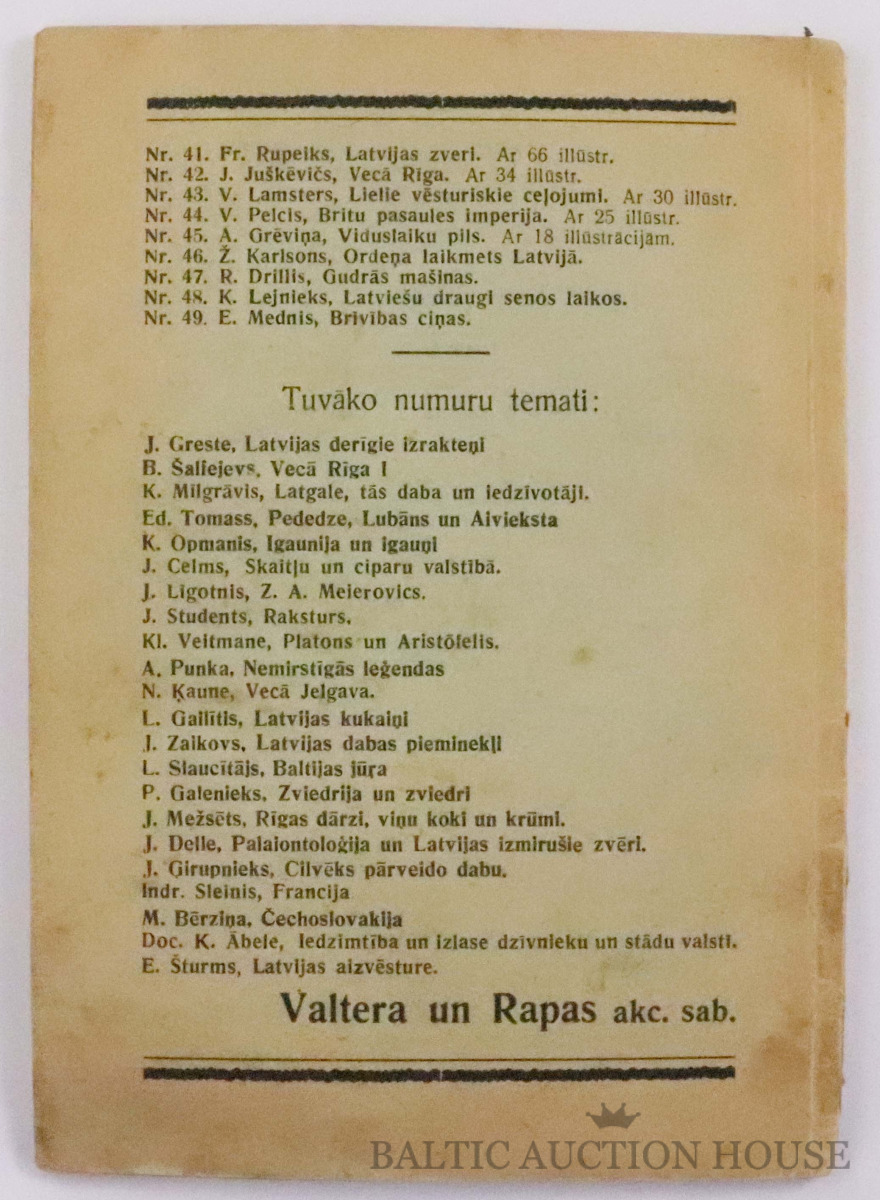 Nr. 41. Fr. Rupeiks, Latvijas zveri. Ar 66 illūstr.
Nr. 42. J. Juškēvičs, Vecā Rīga. Ar 34 illūstr.
Nr. 43. V. Lamsters, Lielie vēsturiskie ceļojumi. Ar 30 illūstr.
Nr. 44. V. Pelcis, Britu pasaules imperija. Ar 25 illūstr.
Nr. 45. A. Grēviņa, Viduslaiku pils. Ar 18 illūstrācijām.
Nr. 46. Ž. Karlsons, Ordeņa laikmets Latvijā.
Nr. 47. R. Drillis, Gudrās mašinas.
Nr. 48. K. Lejnieks, Latviešu draugi senos laikos.
Nr. 49. E. Mednis, Brivības ciņas.
Tuvāko numuru temati:
J. Greste, Latvijas derīgie izrakteņi
B. Šaliejevs, Vecā Rīga I
K. Milgrāvis, Latgale, tās daba un iedzīvotāji.
Ed. Tomass, Pededze, Lubāns un Aivieksta
K. Opmanis, Igaunija un igauņi
J. Celms, Skaitļu un ciparu valstībā.
J. Līgotnis, Z. A. Meierovics.
J. Students, Raksturs.
Kl. Veitmane, Platons un Aristōtelis.
A. Punka, Nemirstīgās leģendas
N. Ķaune, Vecā Jelgava.
L. Gailītis, Latvijas kukaiņi
J. Zaikovs, Latvijas dabas pieminekļi
L. Slaucītājs, Baltijas jūra
P. Galenieks, Zviedrija un zviedri
J. Mežsēts, Rīgas dārzi, viņu koki un krūmi.
J. Delle, Palaiontoloģija un Latvijas izmirušie zvēri.
J. Girupnieks, Cilvēks pārveido dabu.
Indr. Sleinis, Francija
M. Bērziņa, Čechoslovakija
Doc. K. Ābele, Iedzimtība un izlase dzīvnieku un stādu valstī.
E. Šturms, Latvijas aizvēsture.
Valtera un Rapas akc. sab.
BALTIC AUCTION HOUSE